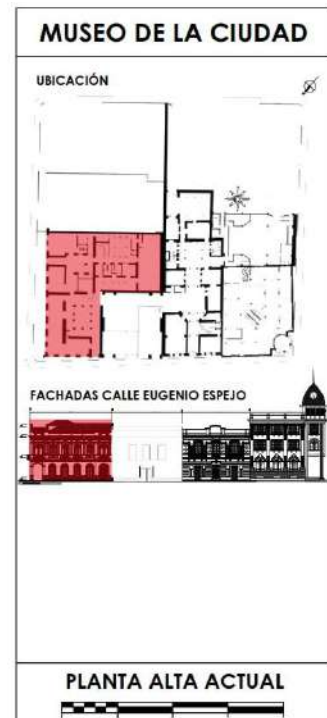 MUSEO DE LA CIUDAD
UBICACIÓN
FACHADAS CALLE EUGENIO ESPEJO
PLANTA ALTA ACTUAL